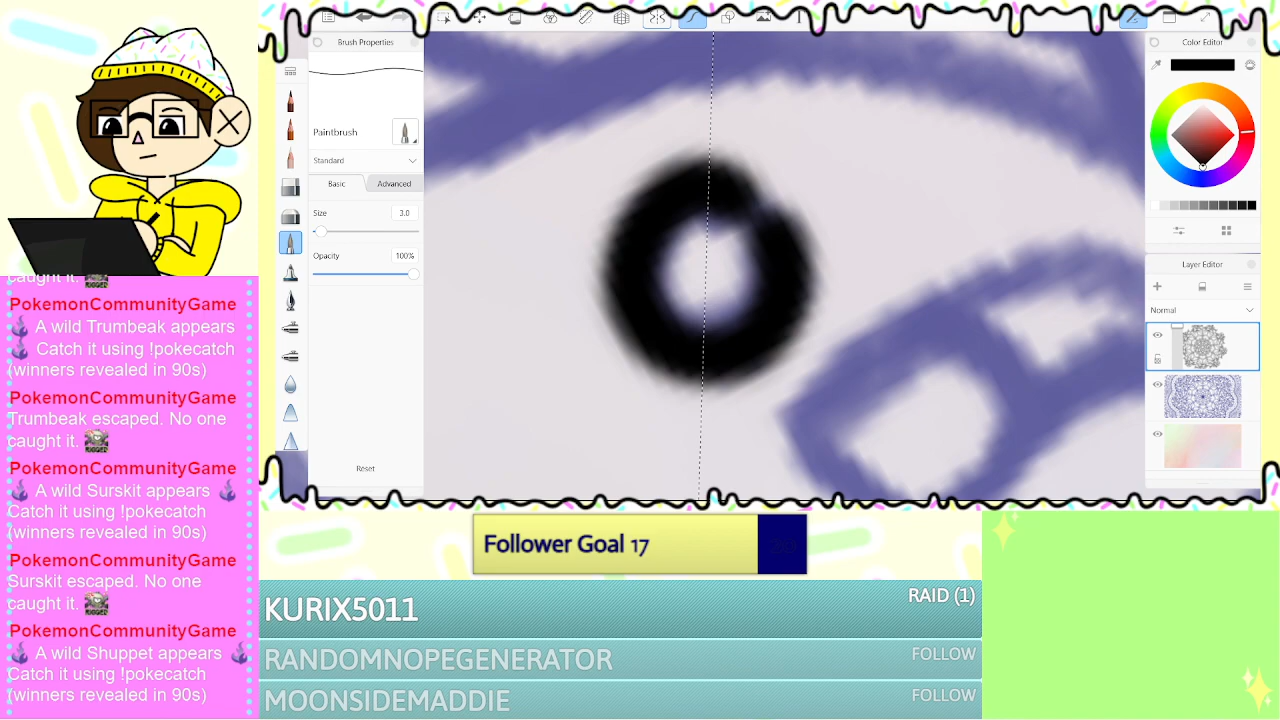 caught it.
PokemonCommunityGame
A wild Trumbeak appears
Catch it using !pokecatch
(winners revealed in 90s)
PokemonCommunityGame
Trumbeak escaped. No one
caught it.
PokemonCommunityGame
A wild Surskit appears
Catch it using !pokecatch
(winners revealed in 90s)
PokemonCommunityGame
Surskit escaped. No one
caught it.
PokemonCommunityGame
A wild Shuppet appears
Catch it using !pokecatch
(winners revealed in 90s)
Brush Properties
Paintbrush
Standard
Basic
Advanced
Size
3.0
Opacity
100%
Reset
Color Editor
Layer Editor
Normal
Follower Goal 17
KURIX5011
RAID (1)
RANDOMNOPEGENERATOR
FOLLOW
MOONSIDEMADDIE
FOLLOW